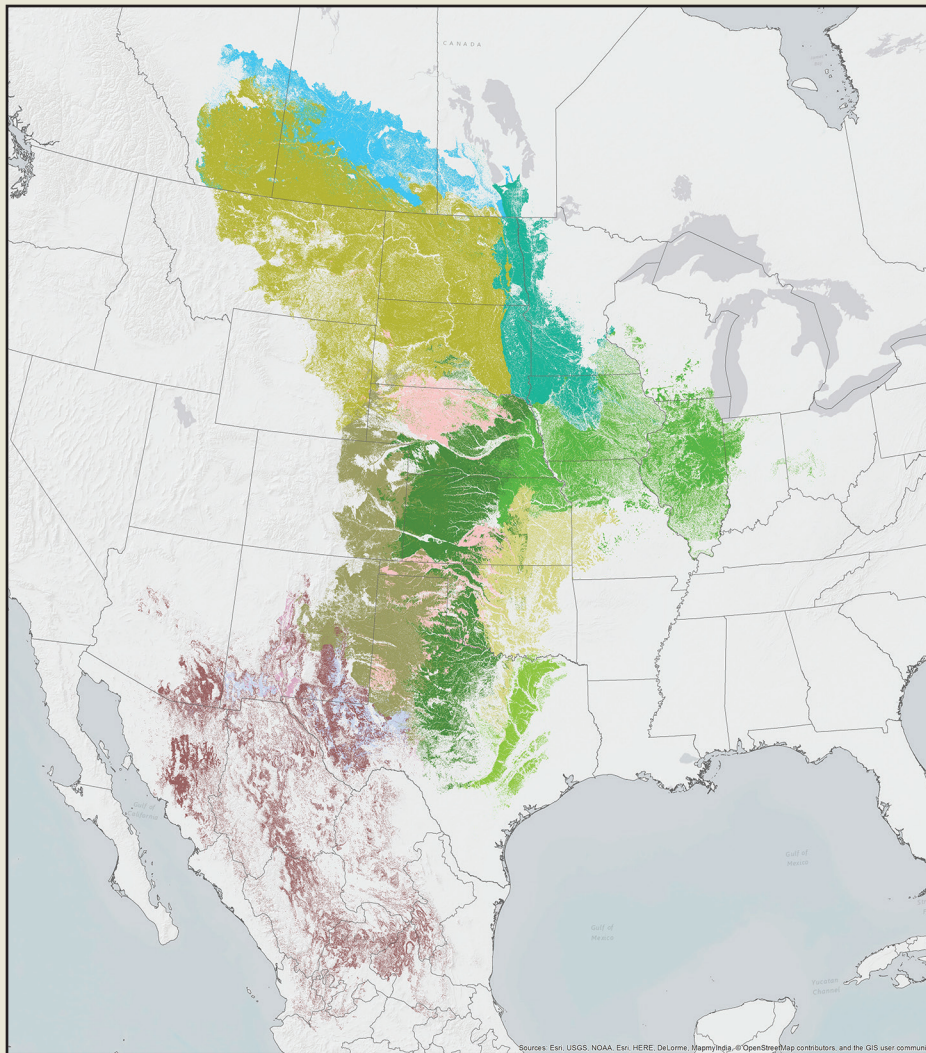 CANADA
Gulf of
California
Gulf of
Mexico
Gulf of
Mexico
Yucatan
Channel
Sources: Esri, USGS, NOAA, Esri, HERE, DeLorme, MapmyIndia, © OpenStreetMap contributors, and the GIS user communi